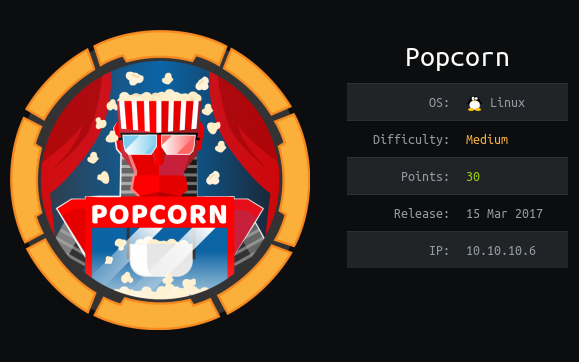 POPCORN
Popcorn
OS: Linux
Difficulty: Medium
Points: 30
Release: 15 Mar 2017
IP: 10.10.10.6